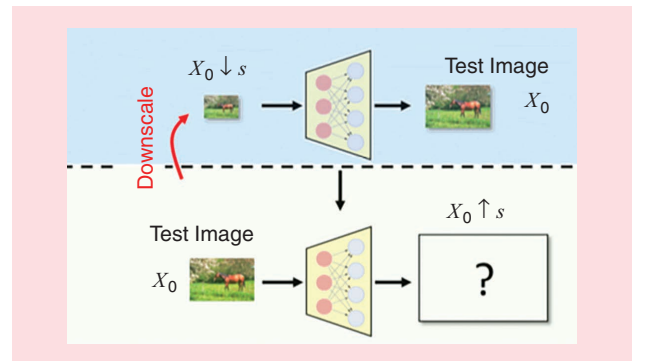 X₀ ↓ s
Test Image
X₀
Downscale
X₀ ↑ s
Test Image
X₀
?